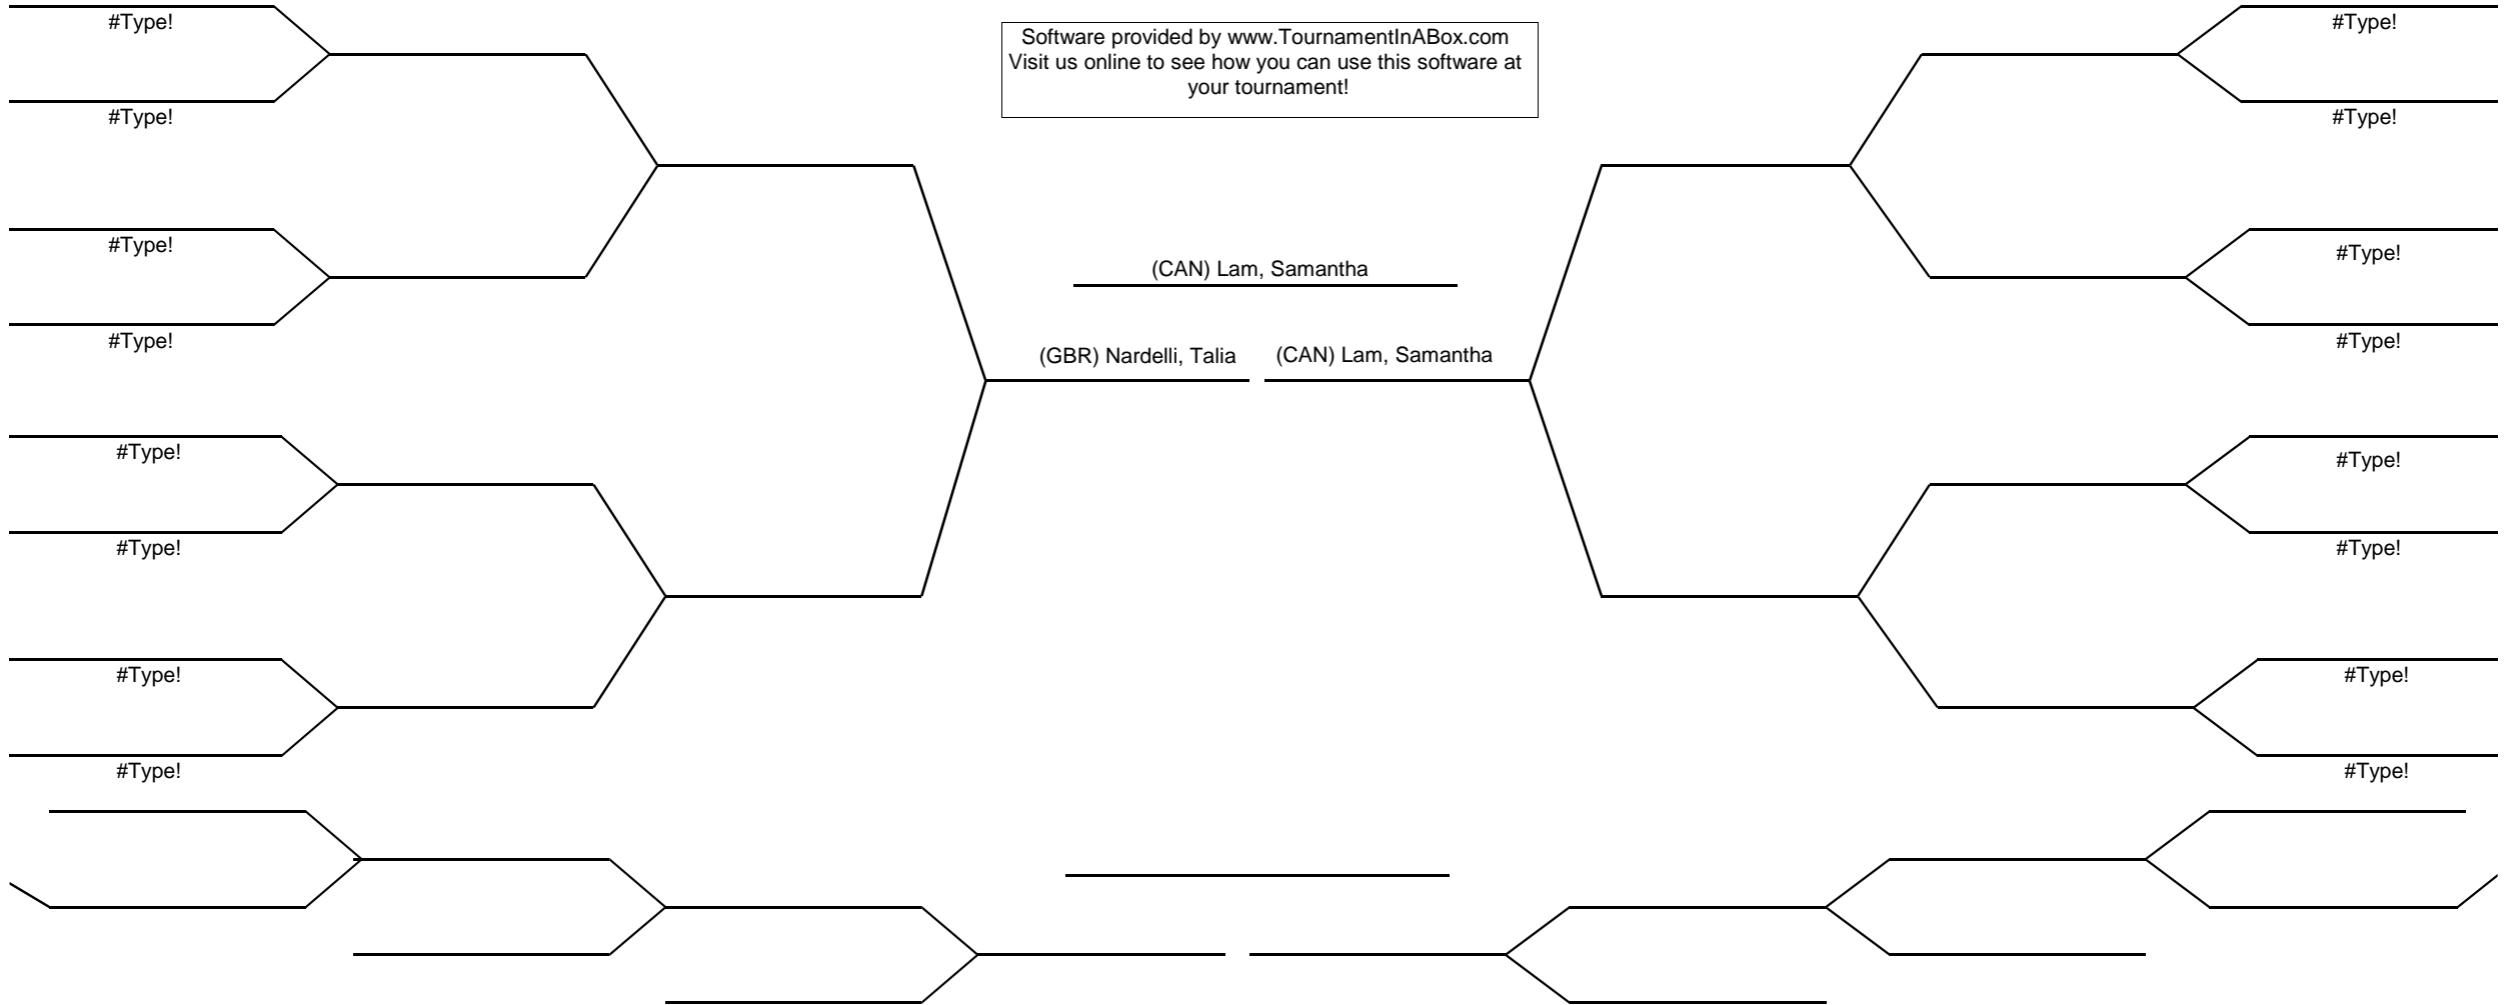 #Type!
#Type!
Software provided by www.TournamentInABox.com
Visit us online to see how you can use this software at
your tournament!
#Type!
#Type!
#Type!
#Type!
(CAN) Lam, Samantha
#Type!
#Type!
(GBR) Nardelli, Talia
(CAN) Lam, Samantha
#Type!
#Type!
#Type!
#Type!
#Type!
#Type!
#Type!
#Type!